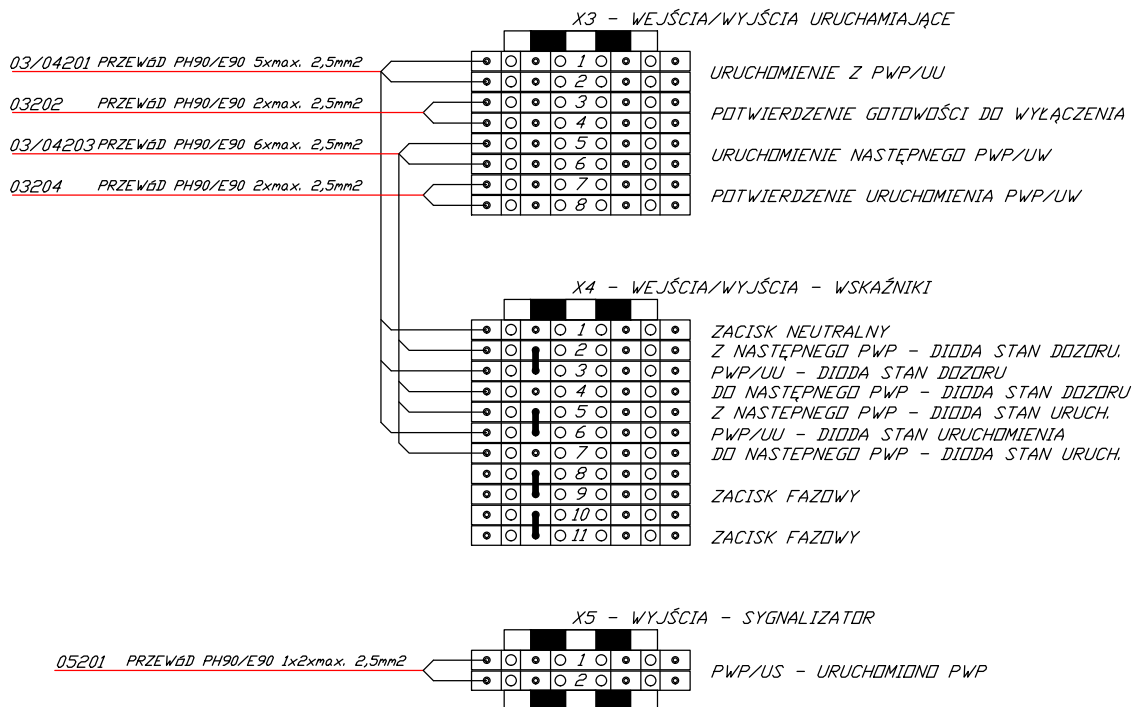 X3 - WEJŚCIA/WYJŚCIA URUCHAMIAJĄCE
03/04201 PRZEWÓD PH90/E90 5xmax. 2,5mm2
1
2
URUCHOMIENIE Z PWP/UU
03202 PRZEWÓD PH90/E90 2xmax. 2,5mm2
3
4
POTWIERDZENIE GOTOWOŚCI DO WYŁĄCZENIA
03/04203 PRZEWÓD PH90/E90 6xmax. 2,5mm2
5
6
URUCHOMIENIE NASTĘPNEGO PWP/UW
03204 PRZEWÓD PH90/E90 2xmax. 2,5mm2
7
8
POTWIERDZENIE URUCHOMIENIA PWP/UW
X4 - WEJŚCIA/WYJŚCIA - WSKAŹNIKI
1 ZACISK NEUTRALNY
2 Z NASTĘPNEGO PWP - DIODA STAN DOZORU.
3 PWP/UU - DIODA STAN DOZORU
4 DO NASTĘPNEGO PWP - DIODA STAN DOZORU
5 Z NASTEPNEGO PWP - DIODA STAN URUCH.
6 PWP/UU - DIODA STAN URUCHOMIENIA
7 DO NASTEPNEGO PWP - DIODA STAN URUCH.
8
9 ZACISK FAZOWY
10
11 ZACISK FAZOWY
X5 - WYJŚCIA - SYGNALIZATOR
05201 PRZEWÓD PH90/E90 1x2xmax. 2,5mm2
1
2
PWP/US - URUCHOMIONO PWP